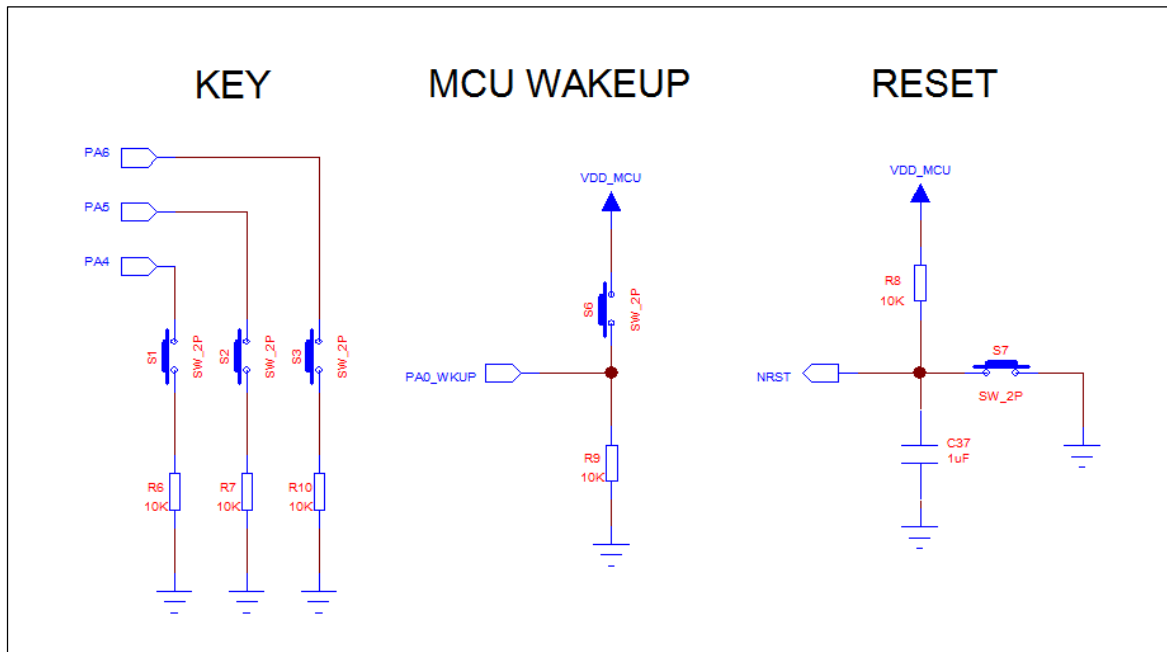 KEY
PA6
PA5
PA4
S1
SW_2P
S2
SW_2P
S3
SW_2P
R6
10K
R7
10K
R10
10K
MCU WAKEUP
VDD_MCU
S6
SW_2P
PA0_WKUP
R9
10K
RESET
VDD_MCU
R8
10K
NRST
S7
SW_2P
C37
1uF